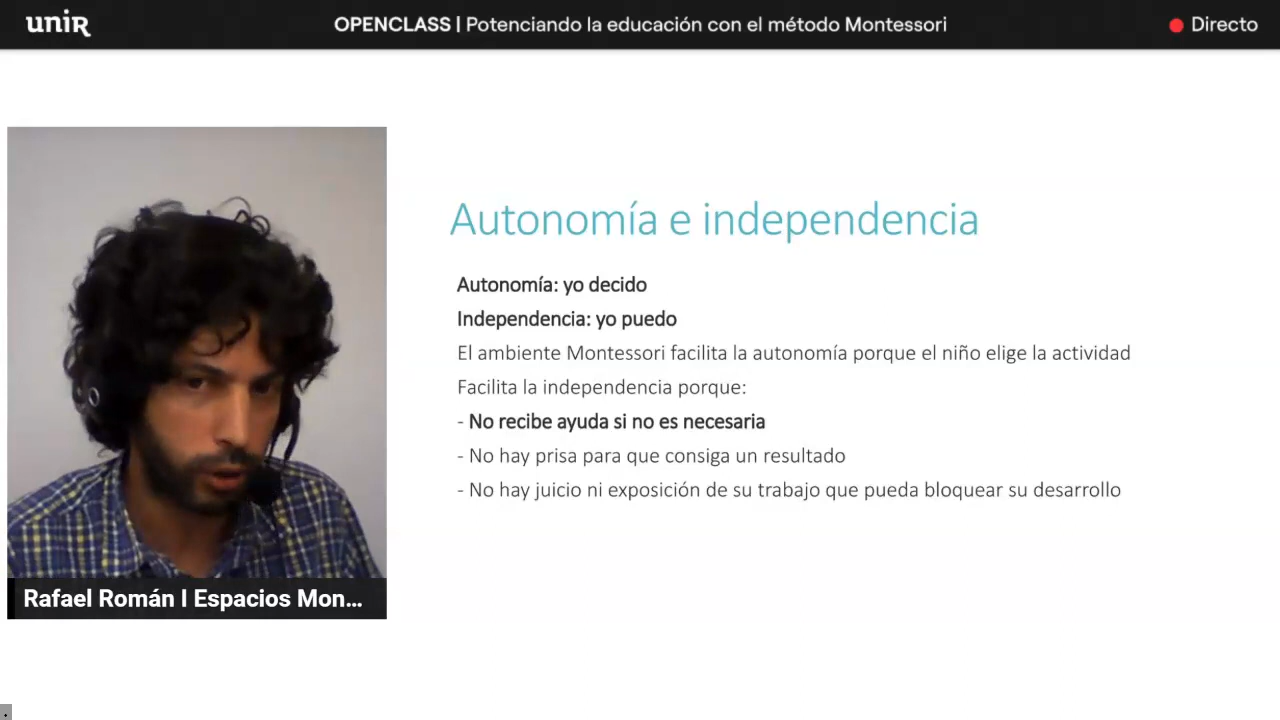 unir
OPENCLASS | Potenciando la educación con el método Montessori
Directo
Autonomía e independencia
Autonomía: yo decido
Independencia: yo puedo
El ambiente Montessori facilita la autonomía porque el niño elige la actividad
Facilita la independencia porque:
- No recibe ayuda si no es necesaria
- No hay prisa para que consiga un resultado
- No hay juicio ni exposición de su trabajo que pueda bloquear su desarrollo
Rafael Román I Espacios Mon...
.